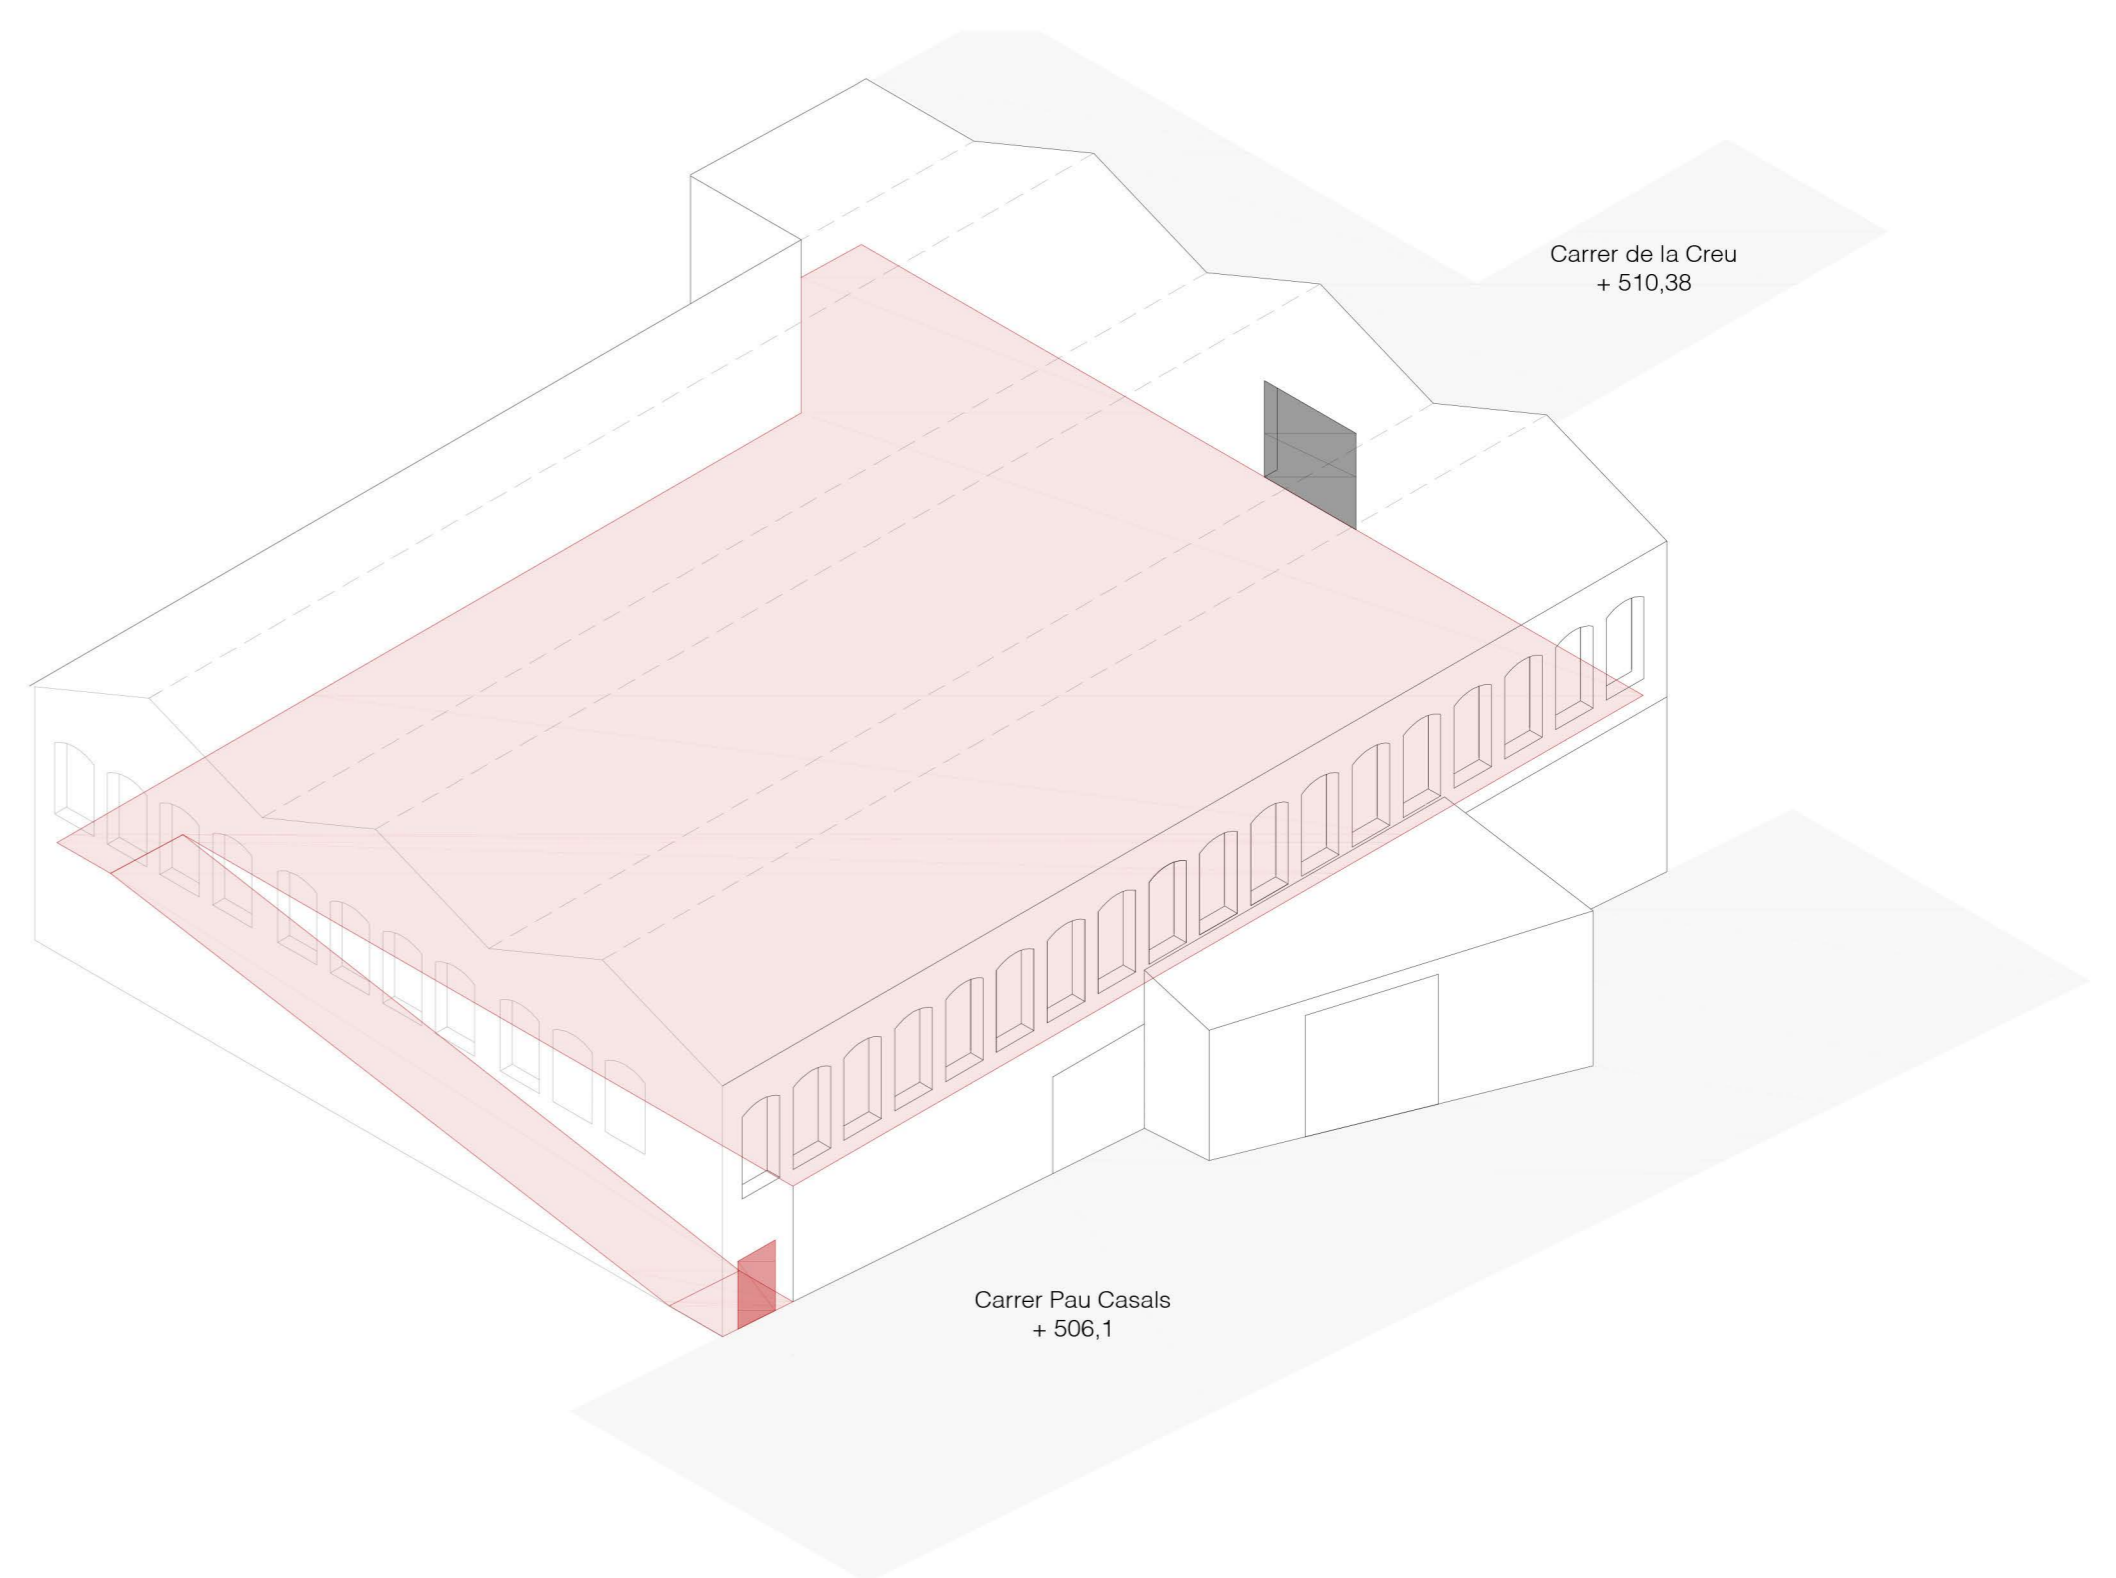 Carrer de la Creu
+ 510,38
Carrer Pau Casals
+ 506,1